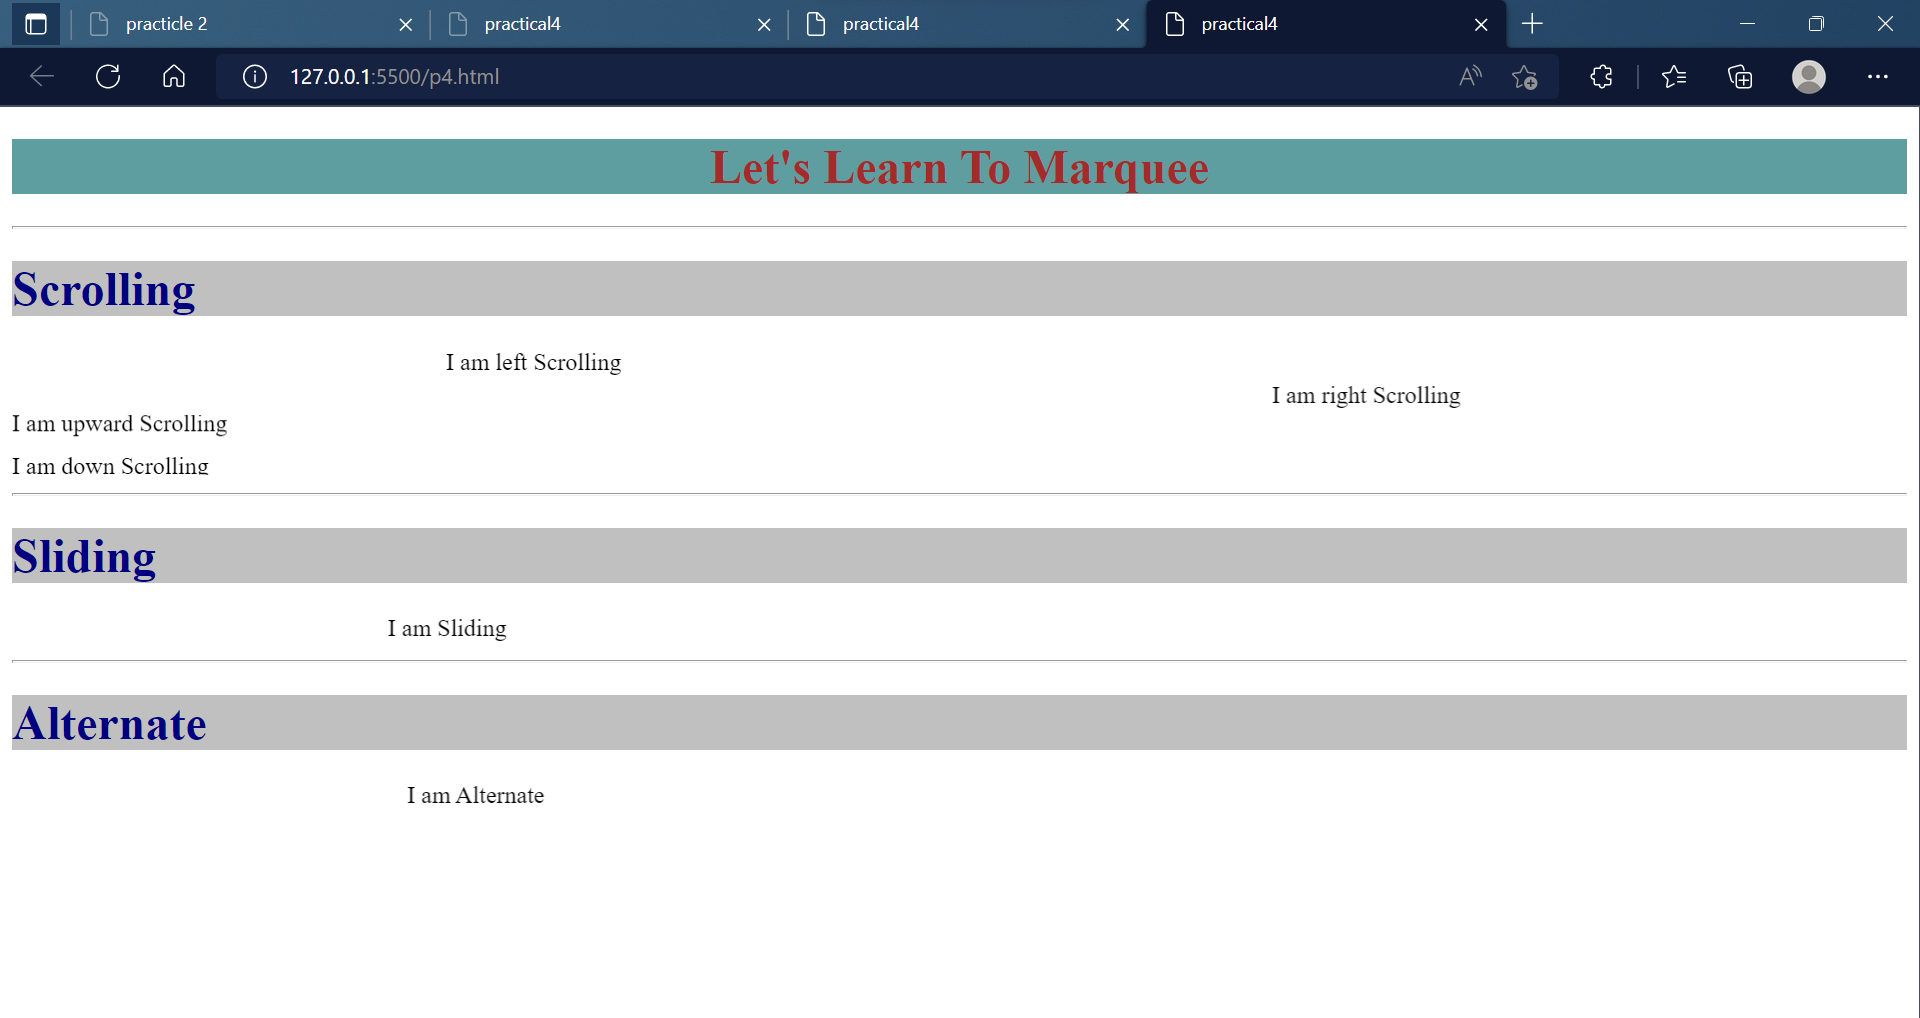 practicle 2 practical4 practical4 practical4
127.0.0.1:5500/p4.html
Let's Learn To Marquee
Scrolling
I am left Scrolling
I am right Scrolling
I am upward Scrolling
I am down Scrolling
Sliding
I am Sliding
Alternate
I am Alternate